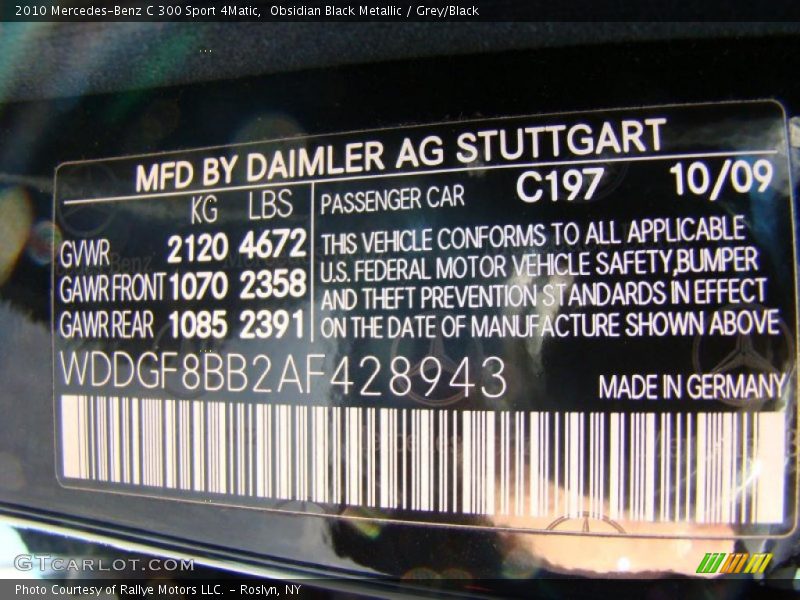 2010 Mercedes-Benz C 300 Sport 4Matic, Obsidian Black Metallic / Grey/Black
MFD BY DAIMLER AG STUTTGART
KG LBS
GVWR 2120 4672
GAWR FRONT 1070 2358
GAWR REAR 1085 2391
PASSENGER CAR C197 10/09
THIS VEHICLE CONFORMS TO ALL APPLICABLE
U.S. FEDERAL MOTOR VEHICLE SAFETY,BUMPER
AND THEFT PREVENTION STANDARDS IN EFFECT
ON THE DATE OF MANUFACTURE SHOWN ABOVE
WDDGF8BB2AF428943
MADE IN GERMANY
GTCARLOT.COM
Photo Courtesy of Rallye Motors LLC. - Roslyn, NY